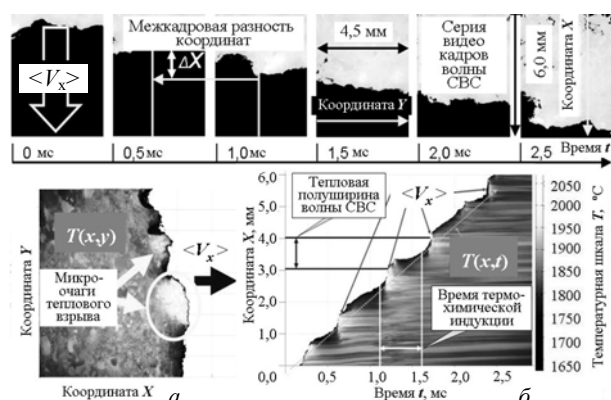 <Vx>
Межкадровая разность
координат
ΔX
4,5 мм
Координата Y
Серия
видео
кадров
волны
СВС
6,0 мм
Координата X
0 мс
0,5 мс
1,0 мс
1,5 мс
2,0 мс
2,5
Время t
мс
Координата Y
T(x,y)
<Vx>
Микро-
очаги
теплового
взрыва
Координата X
а
Координата X, мм
6,0
5,0
4,0
3,0
2,0
1,0
0,0
Тепловая
полуширина
волны СВС
<Vx>
T(x,t)
Время термо-
химической
индукции
0,5
1,0
1,5
2,0
2,5
Время t, мс
б
2050
2000
1950
1900
1850
1800
1750
1700
1650
Температурная шкала T, °C